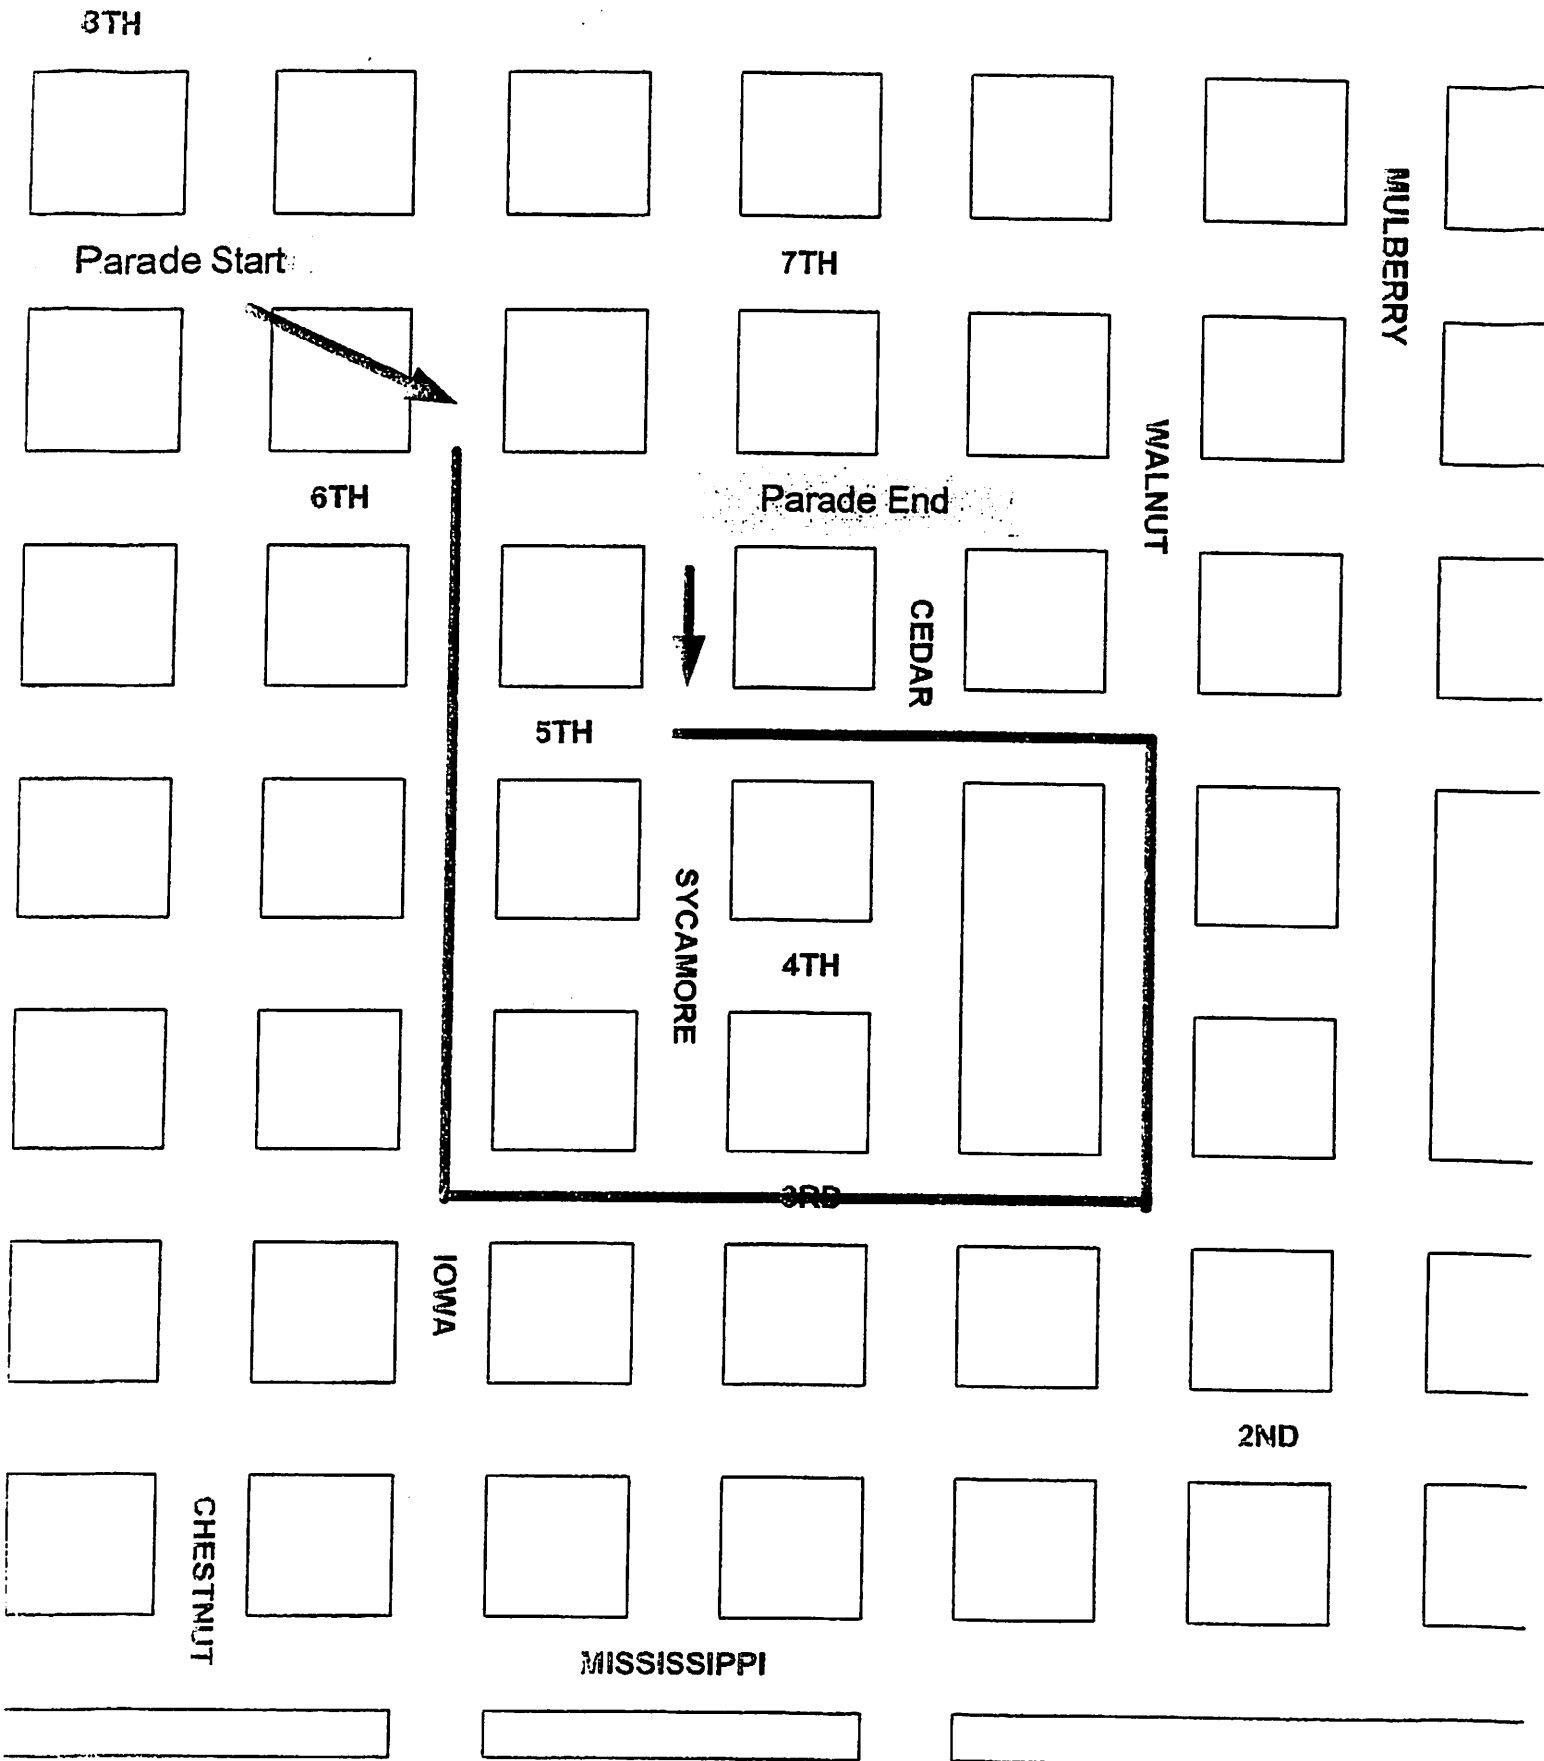 8TH
MULBERRY
Parade Start
7TH
WALNUT
6TH
Parade End
CEDAR
5TH
SYCAMORE
4TH
3RD
IOWA
2ND
CHESTNUT
MISSISSIPPI